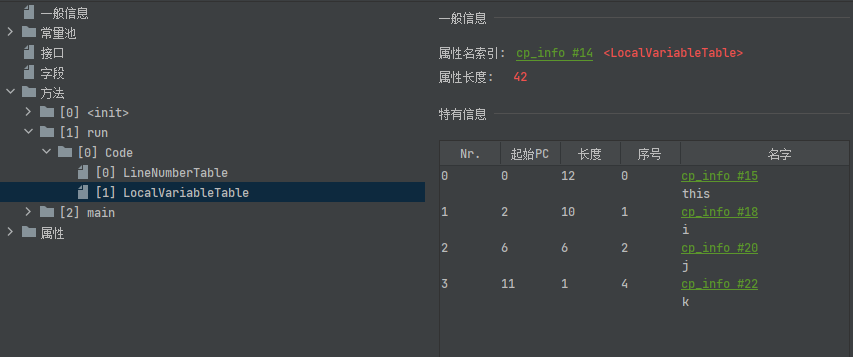 一般信息
常量池
接口
字段
方法
[0] <init>
[1] run
[0] Code
[0] LineNumberTable
[1] LocalVariableTable
[2] main
属性
一般信息
属性名索引: cp_info #14 <LocalVariableTable>
属性长度: 42
特有信息
Nr. 起始PC 长度 序号 名字
0 0 12 0 cp_info #15
this
1 2 10 1 cp_info #18
i
2 6 6 2 cp_info #20
j
3 11 1 4 cp_info #22
k